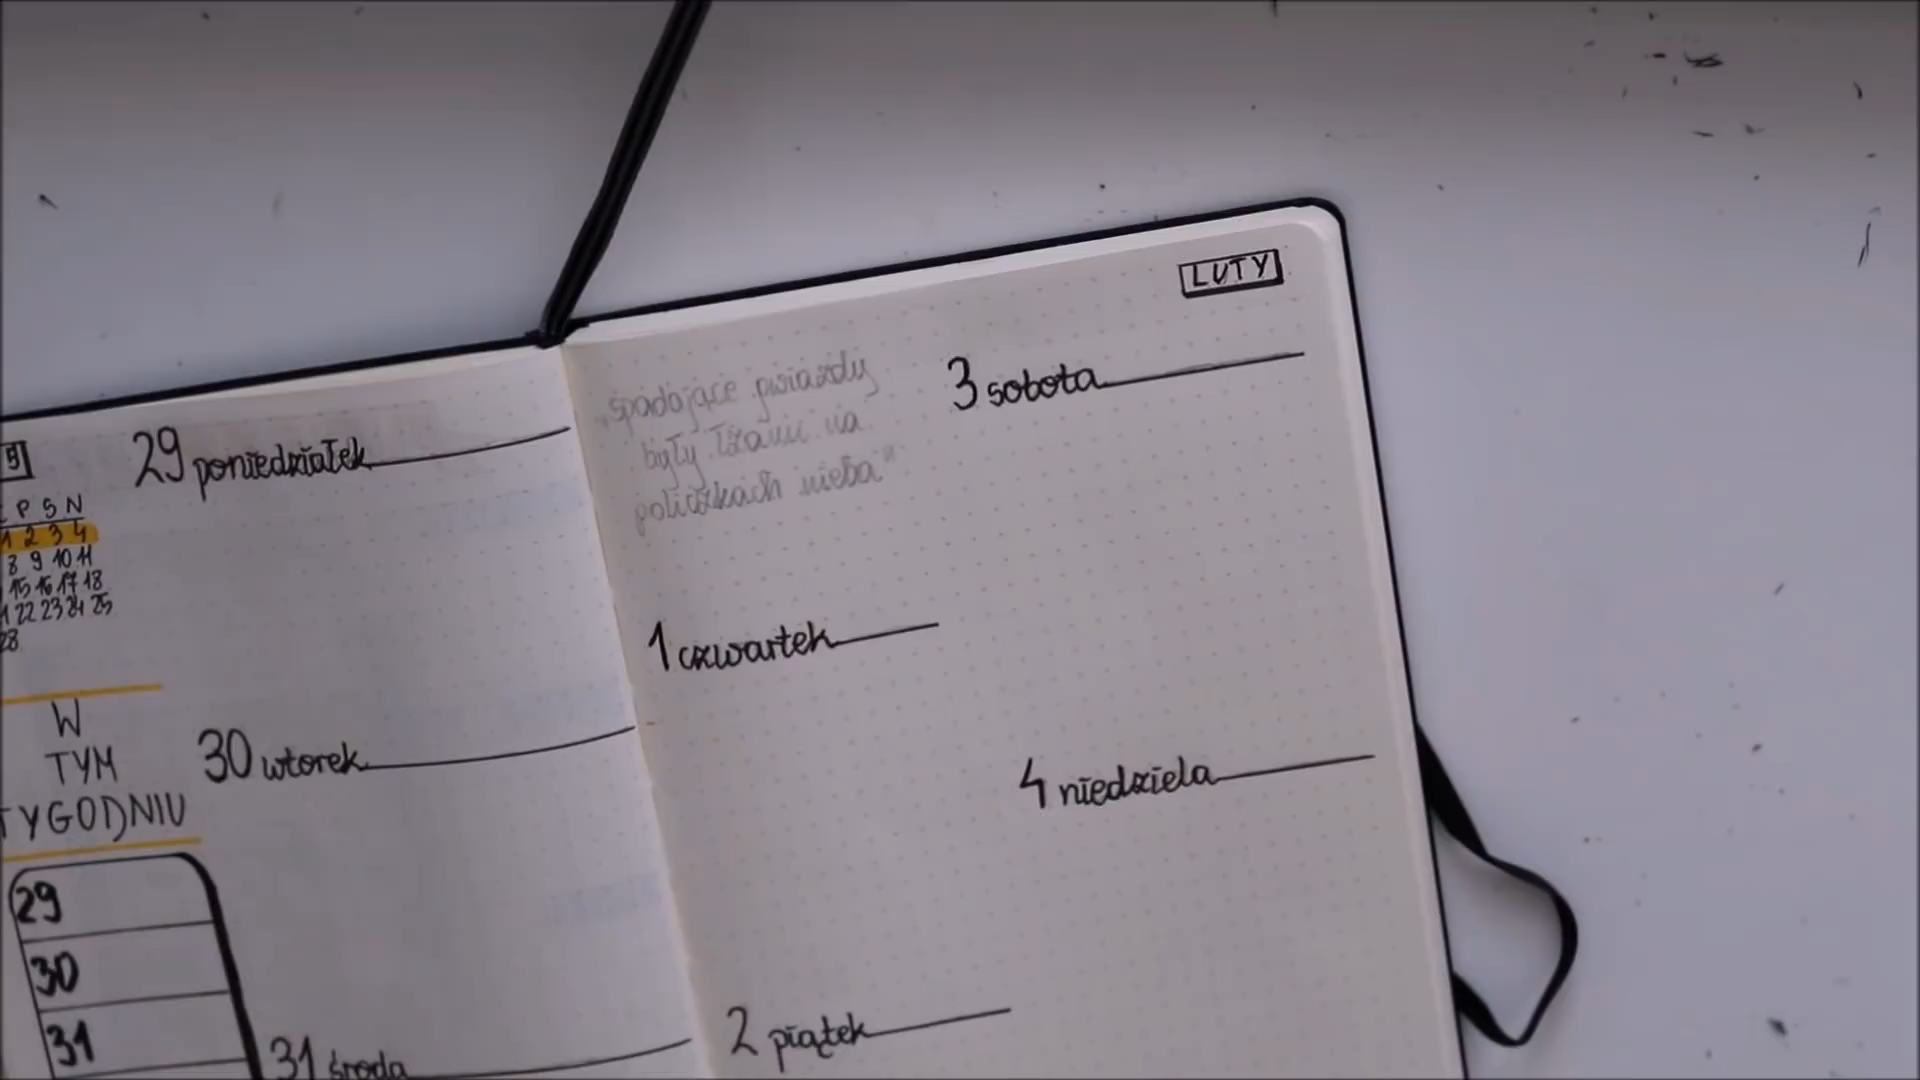 29 poniedziałek
P S N
1 2 3 4
8 9 10 11
15 16 17 18
22 23 24 25
28
W
TYM
TYGODNIU
29
30
31
30 wtorek
31 środa
LUTY
„spadające gwiazdy
były łzami na
policzkach nieba"
1 czwartek
2 piątek
3 sobota
4 niedziela